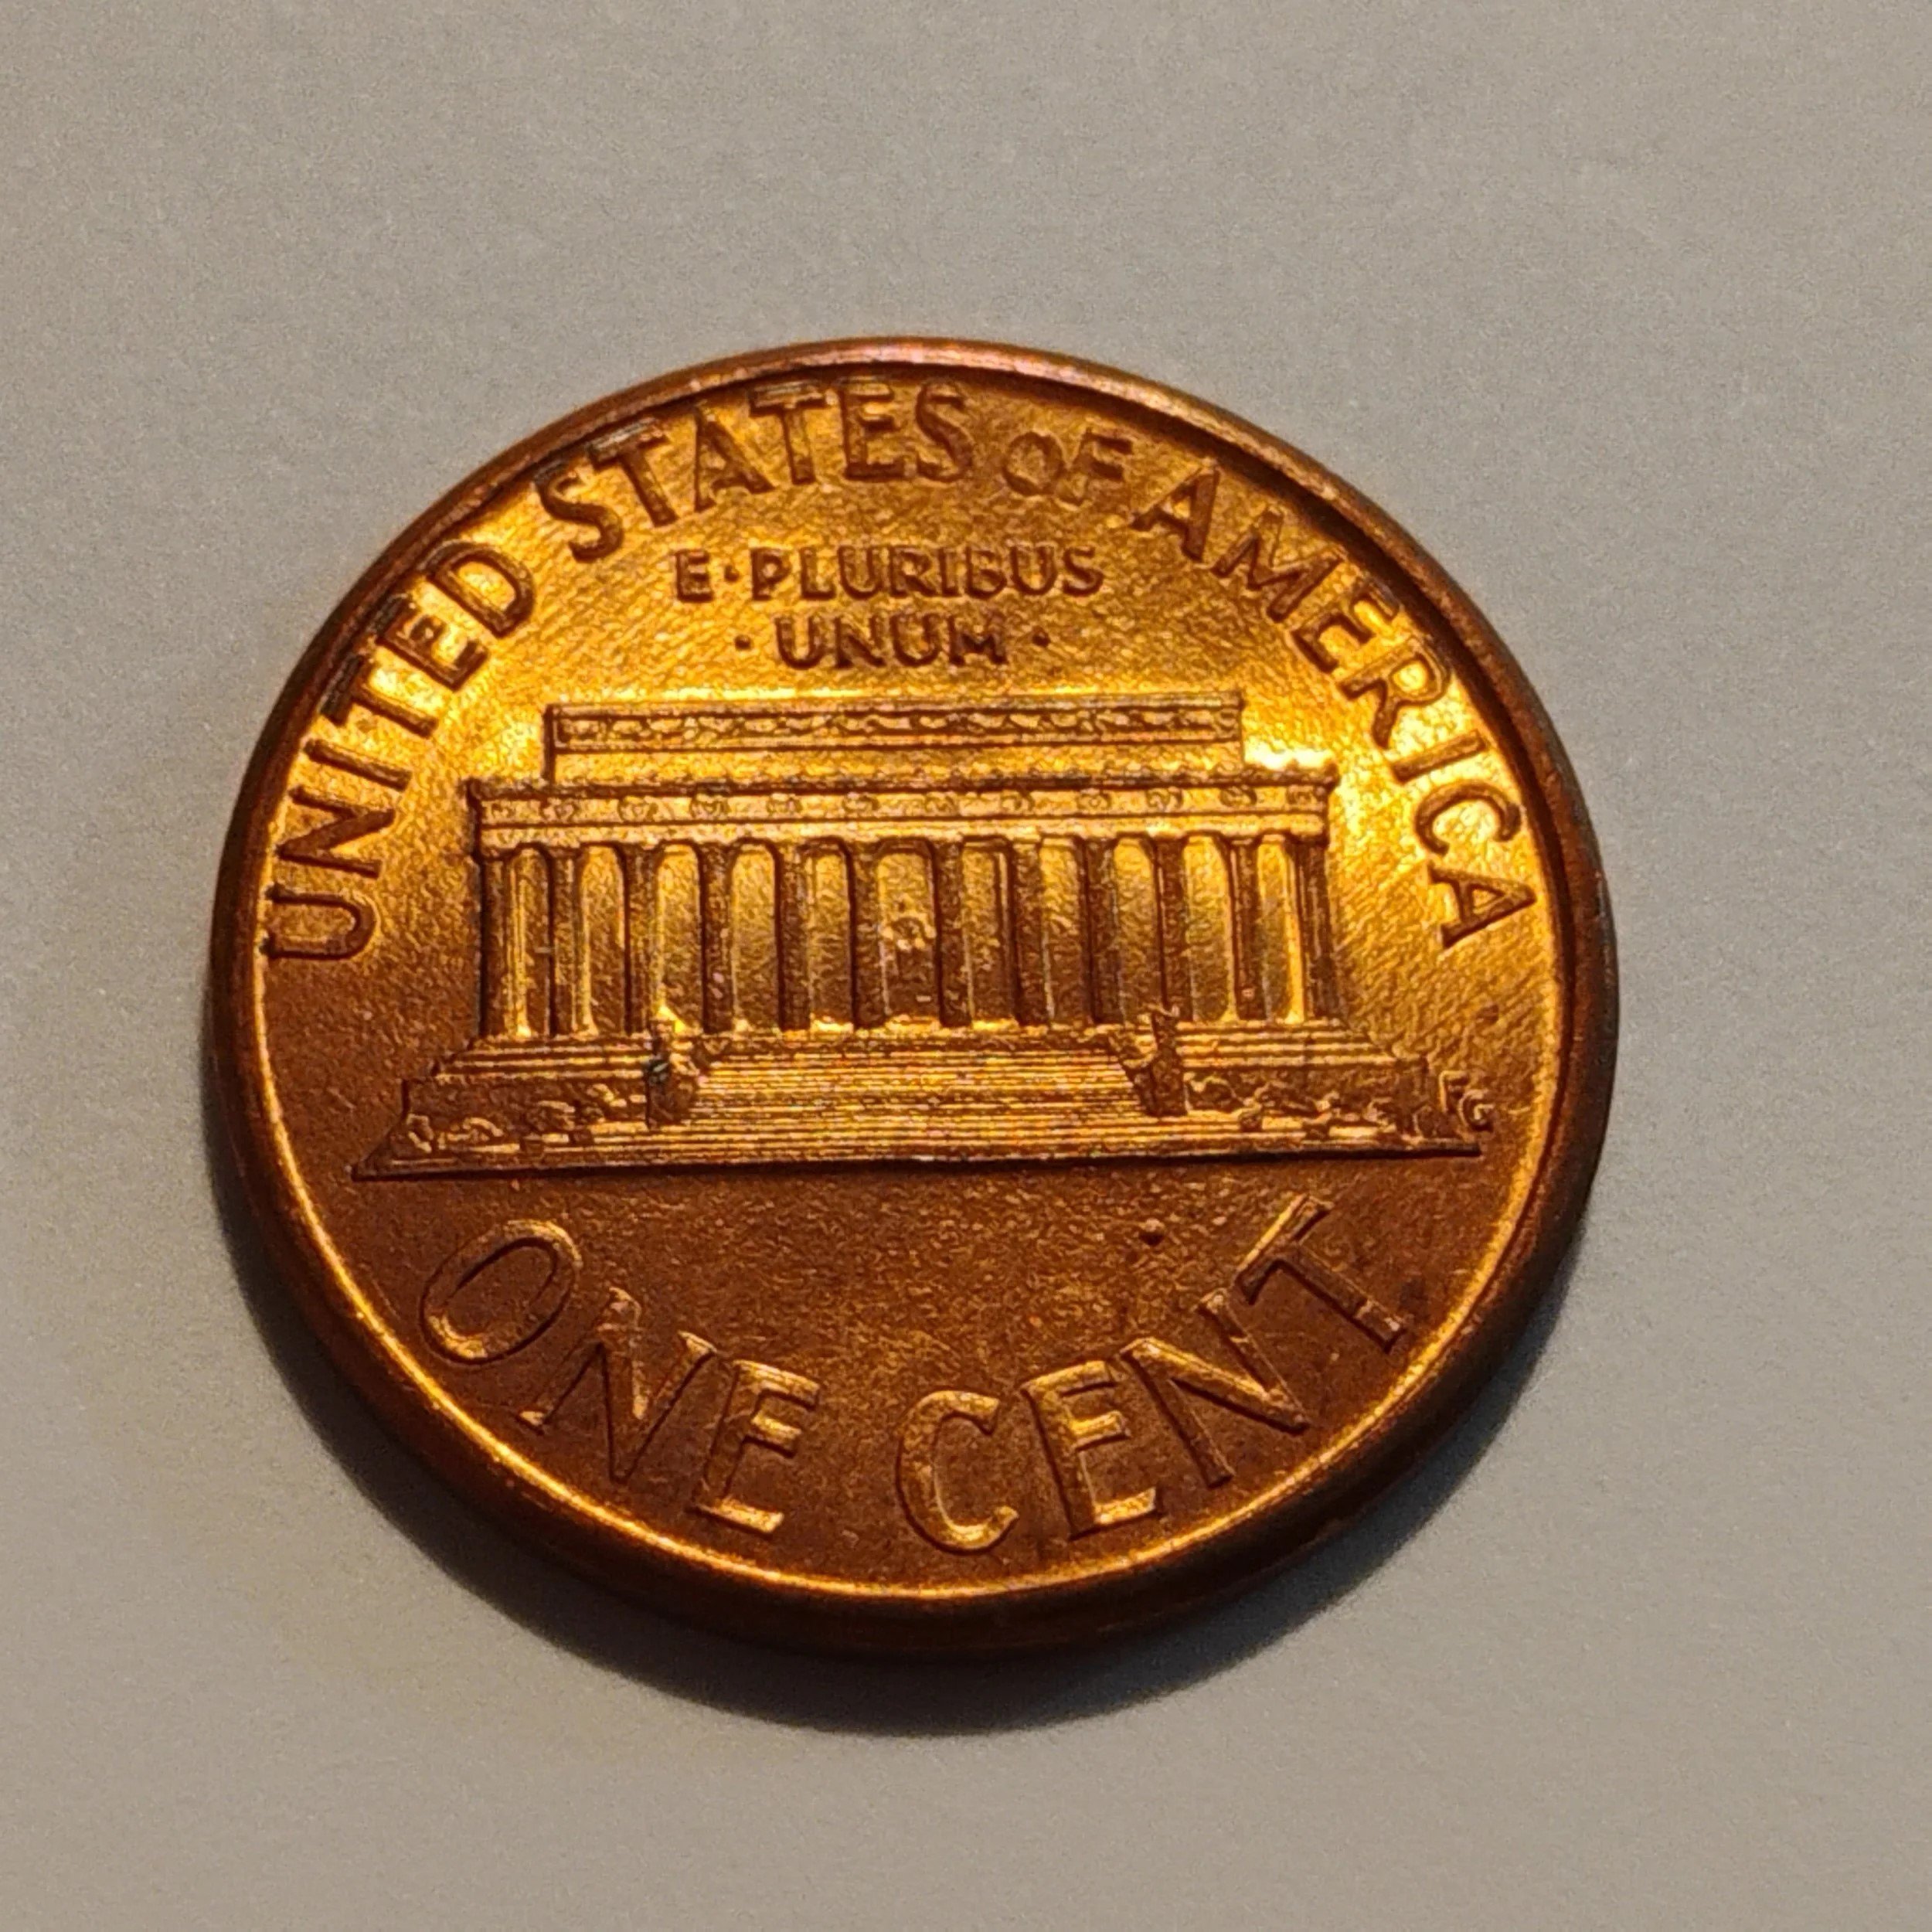 UNITED STATES OF AMERICA
E·PLURIBUS
·UNUM·
FG
ONE CENT